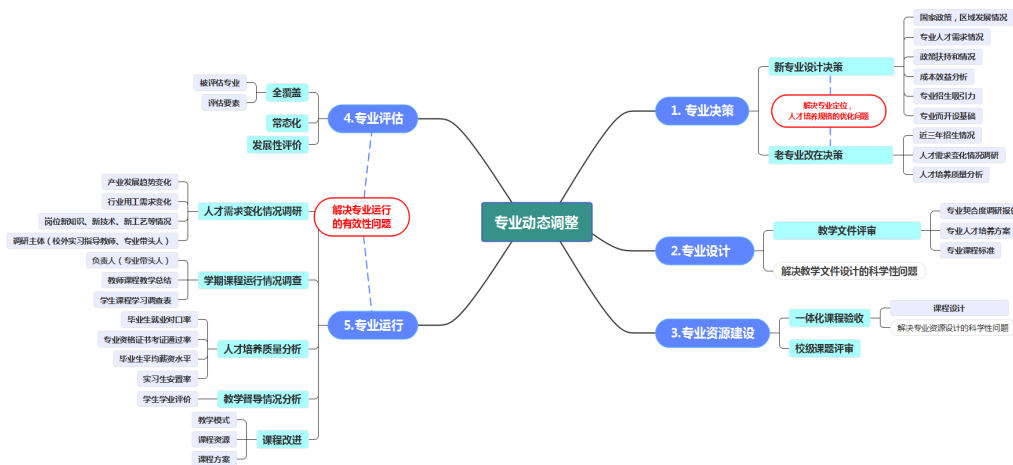 专业动态调整
1. 专业决策
新专业设计决策
国家政策，区域发展情况
专业人才需求情况
政策扶持和情况
成本效益分析
专业招生吸引力
专业而开设基础
解决专业定位，
人才培养规格的优化问题
老专业改在决策
近三年招生情况
人才需求变化情况调研
人才培养质量分析
2.专业设计
教学文件评审
专业契合度调研报告
专业人才培养方案
专业课程标准
解决教学文件设计的科学性问题
3.专业资源建设
一体化课程验收
课程设计
解决专业资源设计的科学性问题
校级课题评审
4.专业评估
全覆盖
被评估专业
评估要素
常态化
发展性评价
解决专业运行
的有效性问题
5.专业运行
人才需求变化情况调研
产业发展趋势变化
行业用工需求变化
岗位新知识、新技术、新工艺等情况
调研主体（校外实习指导教师、专业带头人）
学期课程运行情况调查
负责人（专业带头人）
教师课程教学总结
学生课程学习调查表
人才培养质量分析
毕业生就业对口率
专业资格证书考证通过率
毕业生平均薪资水平
实习生安置率
教学督导情况分析
学生学业评价
课程改进
教学模式
课程资源
课程方案